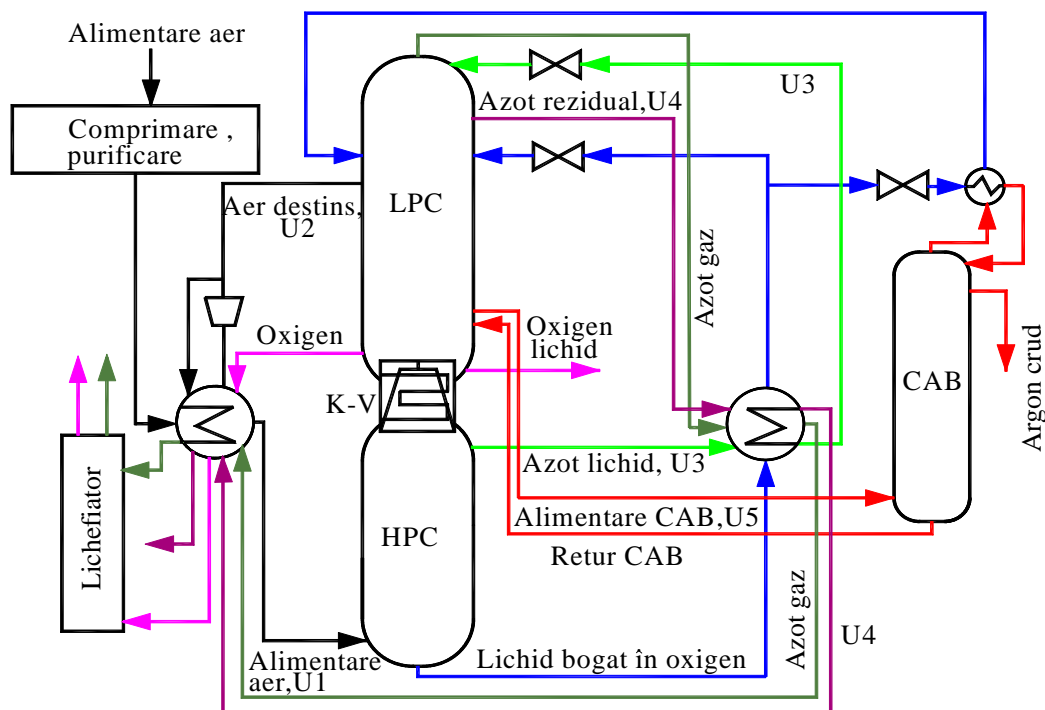 Alimentare aer
U3
Azot rezidual,U4
Comprimare ,
purificare
Aer destins,
U2
LPC
Azot gaz
Oxigen
Oxigen
lichid
CAB
Argon crud
K-V
Azot lichid, U3
Lichefiator
Alimentare CAB,U5
HPC
Retur CAB
Azot gaz
U4
Alimentare
aer,U1
Lichid bogat în oxigen